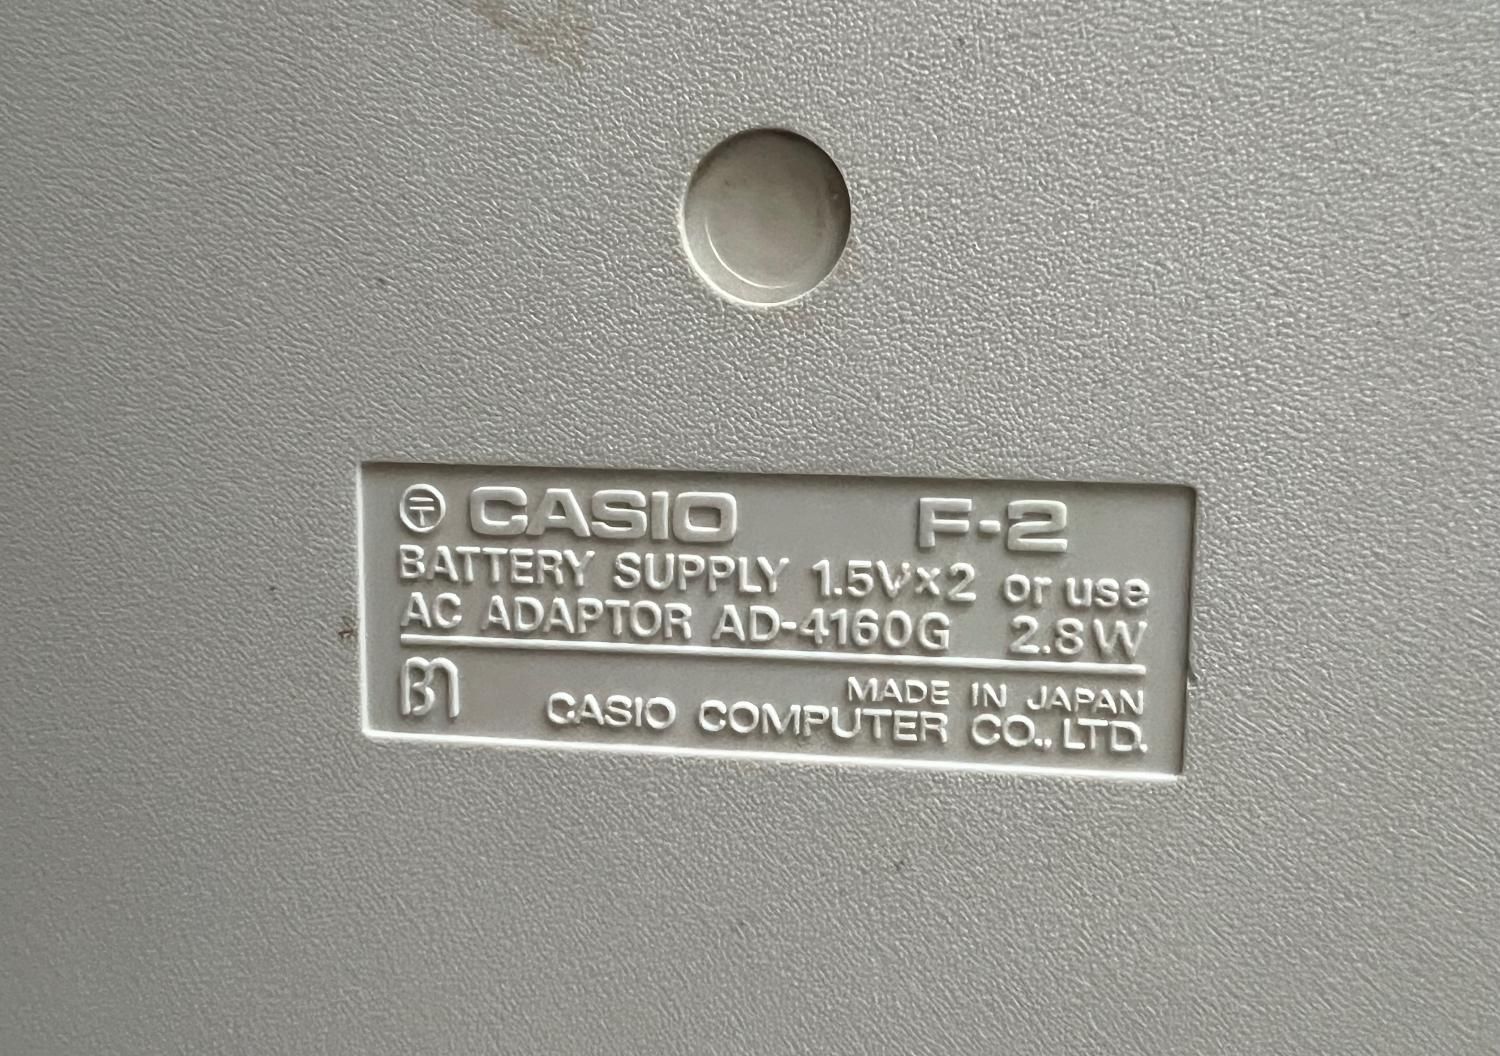 〶 CASIO F-2
BATTERY SUPPLY 1.5V×2 or use
AC ADAPTOR AD-4160G 2.8W
MADE IN JAPAN
CASIO COMPUTER CO., LTD.